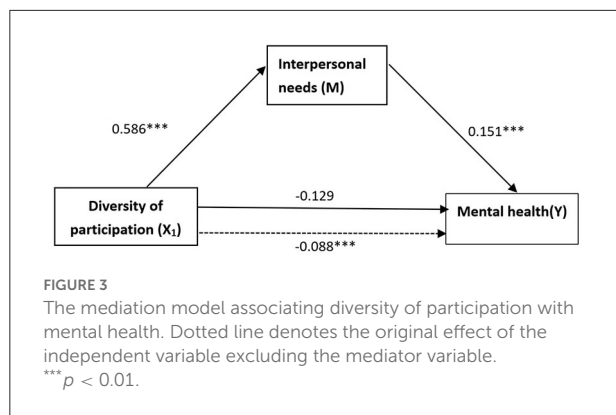 Interpersonal
needs (M)
0.586***
0.151***
Diversity of
participation (X₁)
-0.129
-0.088***
Mental health(Y)
FIGURE 3
The mediation model associating diversity of participation with
mental health. Dotted line denotes the original effect of the
independent variable excluding the mediator variable.
***p < 0.01.